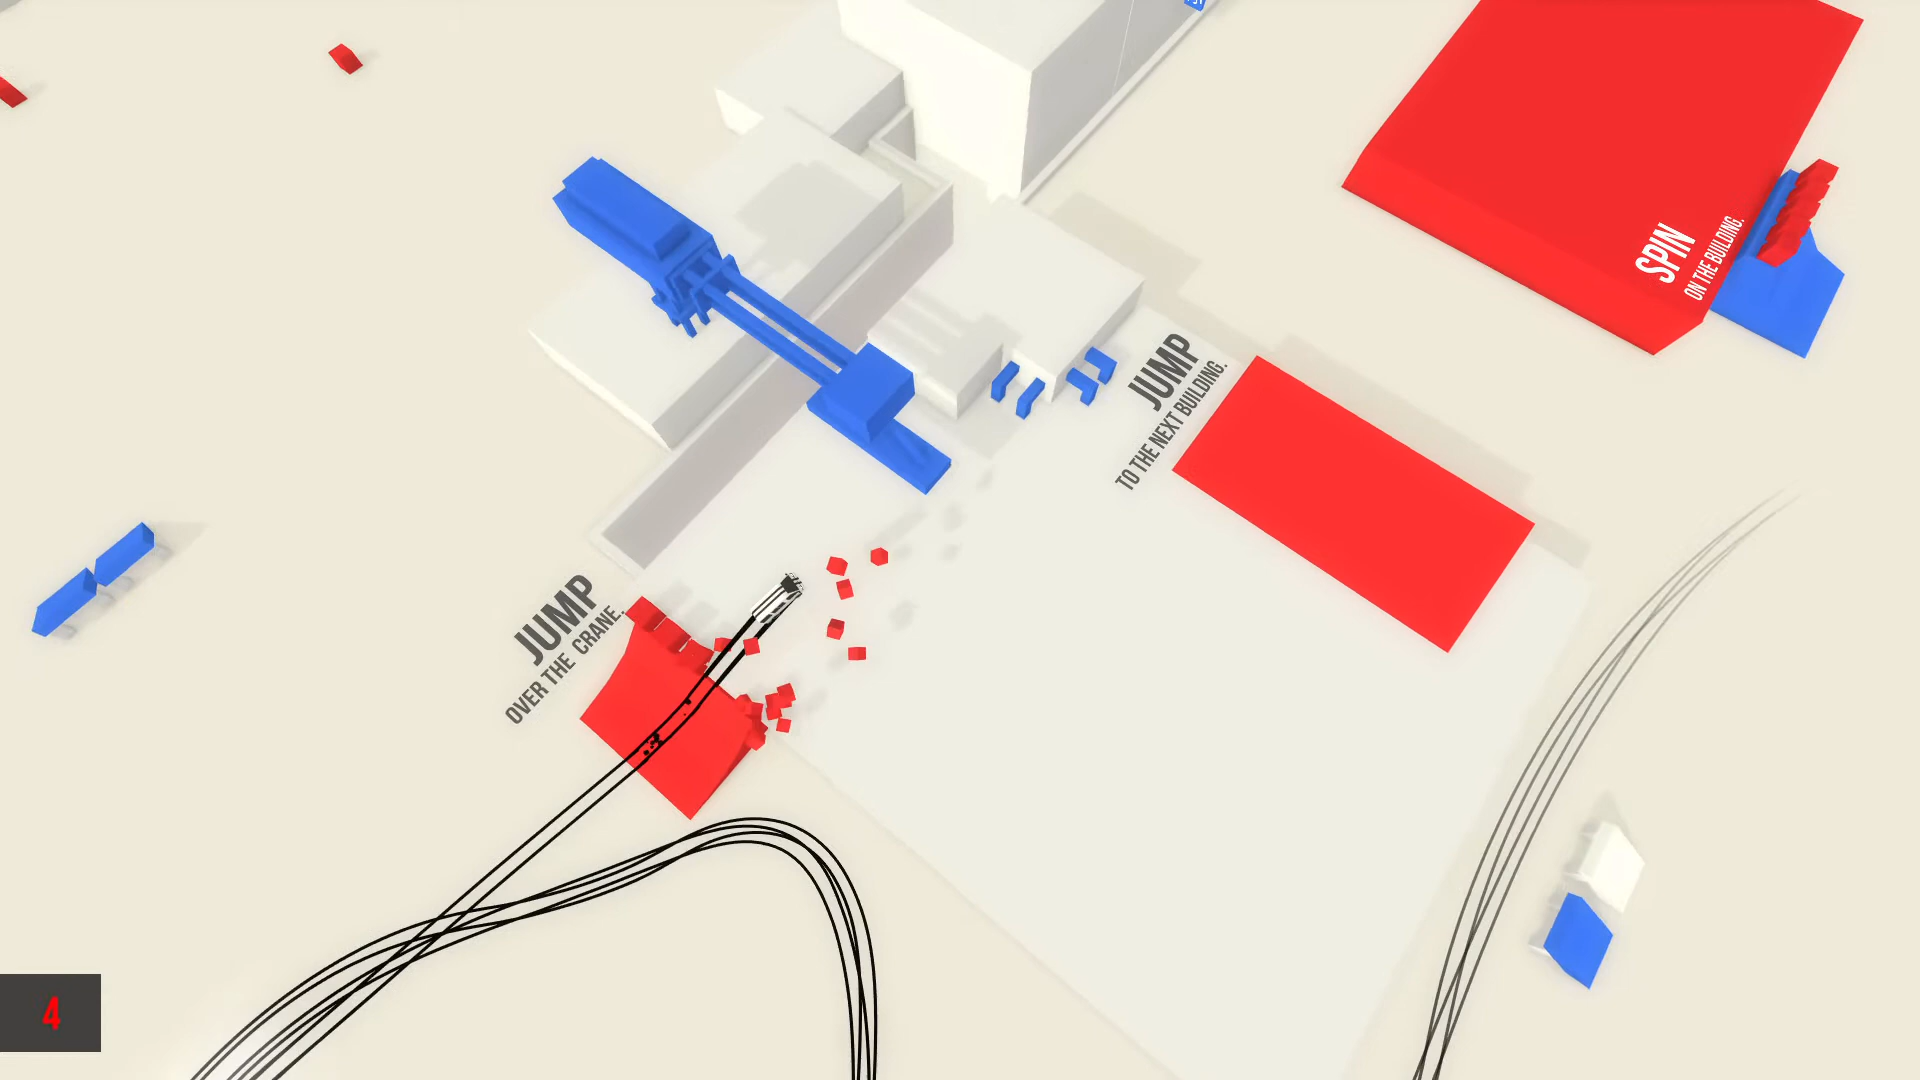 SPIN
ON THE BUILDING.
JUMP
TO THE NEXT BUILDING.
JUMP
OVER THE CRANE.
4